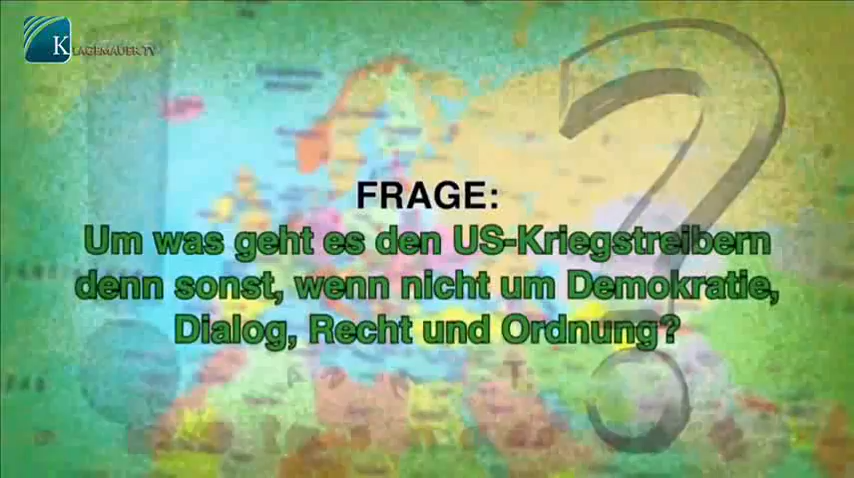 KLAGEMAUER.TV
FRAGE:
Um was geht es den US-Kriegstreibern
denn sonst, wenn nicht um Demokratie,
Dialog, Recht und Ordnung?